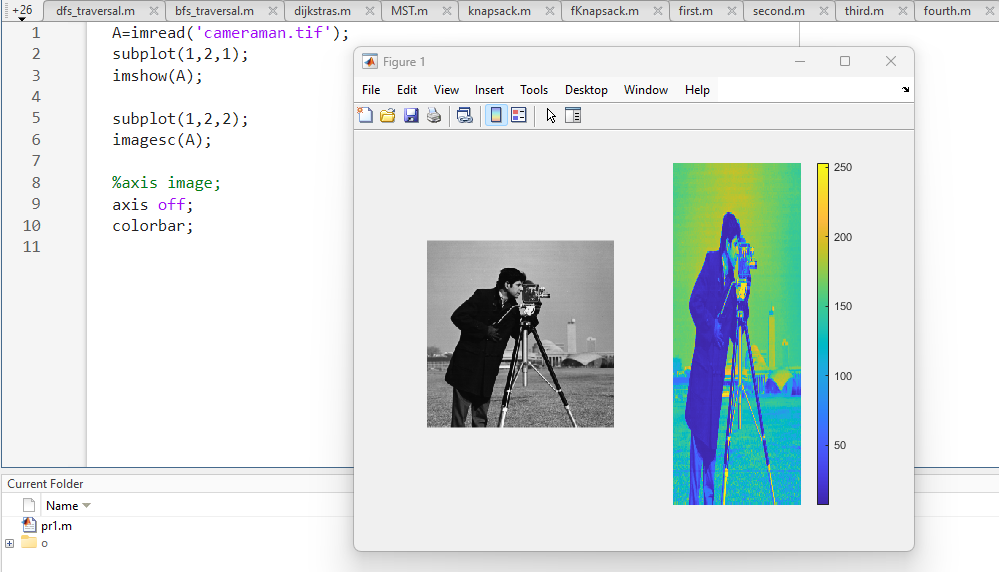 +26 dfs_traversal.m bfs_traversal.m dijkstras.m MST.m knapsack.m fKnapsack.m first.m second.m third.m fourth.m
1 A=imread('cameraman.tif');
2 subplot(1,2,1);
3 imshow(A);
4
5 subplot(1,2,2);
6 imagesc(A);
7
8 %axis image;
9 axis off;
10 colorbar;
11
Figure 1
File Edit View Insert Tools Desktop Window Help
250
200
150
100
50
Current Folder
Name
pr1.m
o